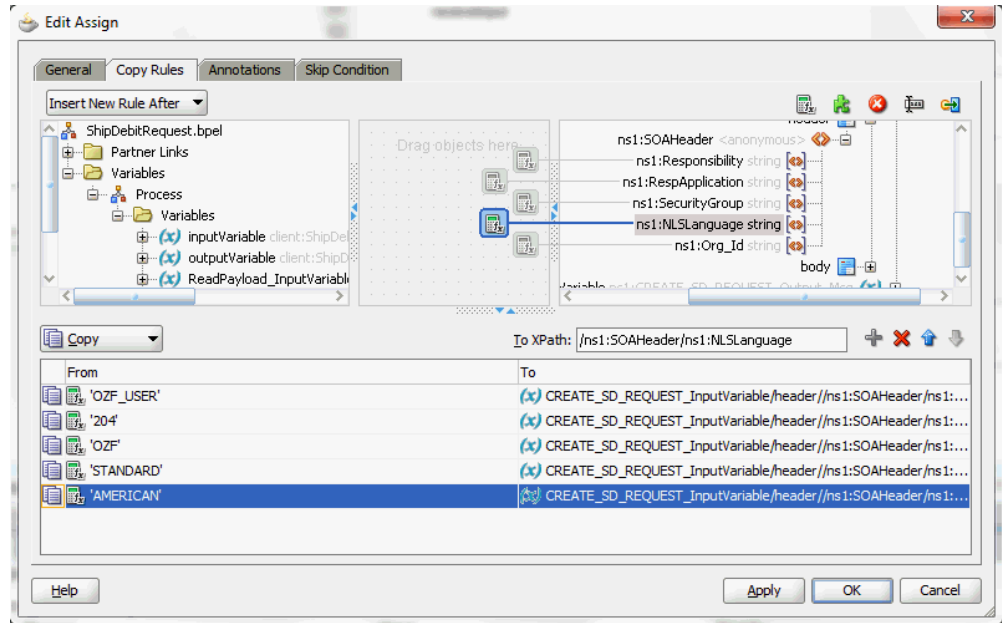 Edit Assign
General Copy Rules Annotations Skip Condition
Insert New Rule After
ShipDebitRequest.bpel
Partner Links
Variables
Process
Variables
(x) inputVariable client:ShipDel
(x) outputVariable client:ShipD
(x) ReadPayload_InputVariabl
Drag objects here
ns1:SOAHeader <anonymous>
ns1:Responsibility string
ns1:RespApplication string
ns1:SecurityGroup string
ns1:NLSLanguage string
ns1:Org_Id string
body
Copy
To XPath: /ns1:SOAHeader/ns1:NLSLanguage
From To
'OZF_USER' (x) CREATE_SD_REQUEST_InputVariable/header//ns1:SOAHeader/ns1:...
'204' (x) CREATE_SD_REQUEST_InputVariable/header//ns1:SOAHeader/ns1:...
'OZF' (x) CREATE_SD_REQUEST_InputVariable/header//ns1:SOAHeader/ns1:...
'STANDARD' (x) CREATE_SD_REQUEST_InputVariable/header//ns1:SOAHeader/ns1:...
'AMERICAN' (x) CREATE_SD_REQUEST_InputVariable/header//ns1:SOAHeader/ns1:...
Help Apply OK Cancel